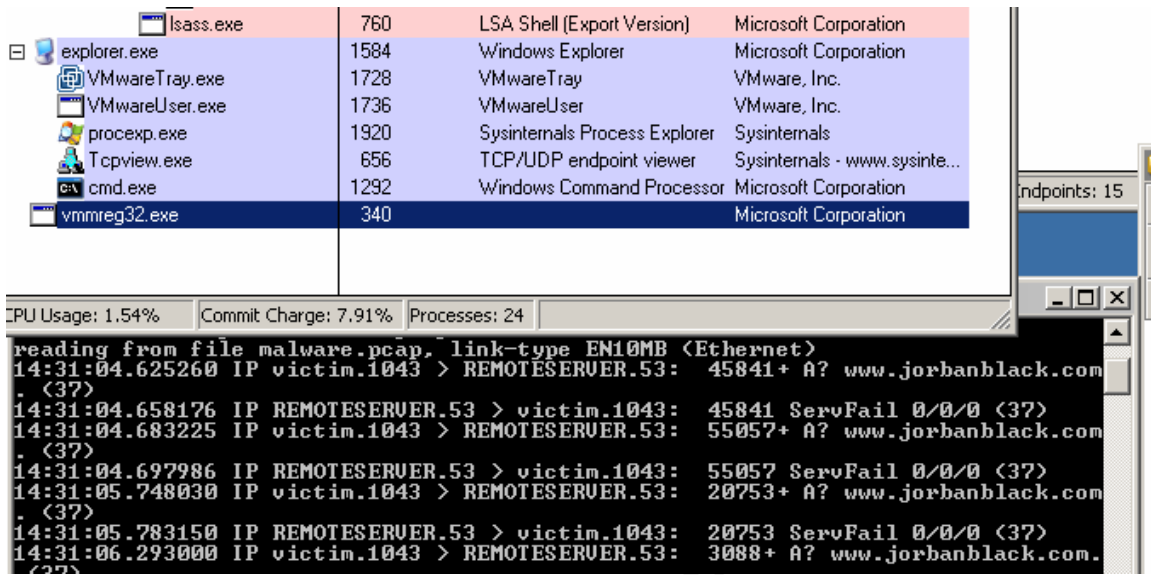 lsass.exe 760 LSA Shell (Export Version) Microsoft Corporation
explorer.exe 1584 Windows Explorer Microsoft Corporation
VMwareTray.exe 1728 VMwareTray VMware, Inc.
VMwareUser.exe 1736 VMwareUser VMware, Inc.
procexp.exe 1920 Sysinternals Process Explorer Sysinternals
Tcpview.exe 656 TCP/UDP endpoint viewer Sysinternals - www.sysinte...
cmd.exe 1292 Windows Command Processor Microsoft Corporation
vmmreg32.exe 340 Microsoft Corporation
Endpoints: 15
CPU Usage: 1.54% Commit Charge: 7.91% Processes: 24
reading from file malware.pcap, link-type EN10MB (Ethernet)
14:31:04.625260 IP victim.1043 > REMOTESERVER.53: 45841+ A? www.jorbanblack.com
. (37)
14:31:04.658176 IP REMOTESERVER.53 > victim.1043: 45841 ServFail 0/0/0 (37)
14:31:04.683225 IP victim.1043 > REMOTESERVER.53: 55057+ A? www.jorbanblack.com
. (37)
14:31:04.697986 IP REMOTESERVER.53 > victim.1043: 55057 ServFail 0/0/0 (37)
14:31:05.748030 IP victim.1043 > REMOTESERVER.53: 20753+ A? www.jorbanblack.com
. (37)
14:31:05.783150 IP REMOTESERVER.53 > victim.1043: 20753 ServFail 0/0/0 (37)
14:31:06.293000 IP victim.1043 > REMOTESERVER.53: 3088+ A? www.jorbanblack.com.
(37)